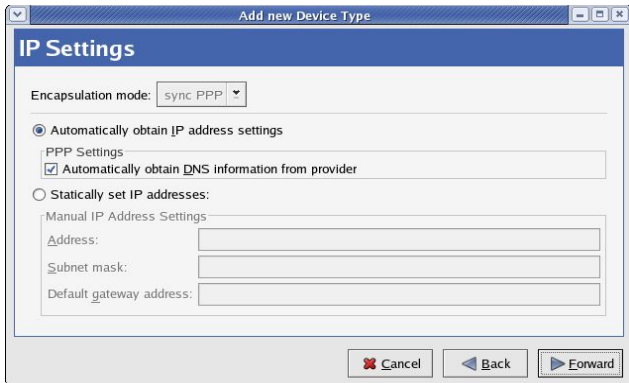 Add new Device Type
IP Settings
Encapsulation mode: sync PPP
Automatically obtain IP address settings
PPP Settings
Automatically obtain DNS information from provider
Statically set IP addresses:
Manual IP Address Settings
Address:
Subnet mask:
Default gateway address:
Cancel Back Forward